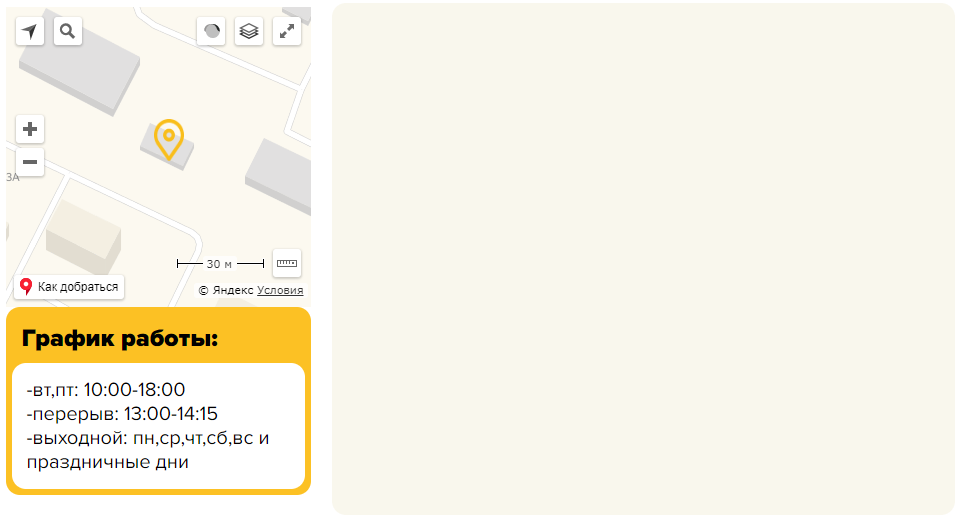 3А
30 м
Как добраться
© Яндекс Условия
График работы:
-вт,пт: 10:00-18:00
-перерыв: 13:00-14:15
-выходной: пн,ср,чт,сб,вс и
праздничные дни